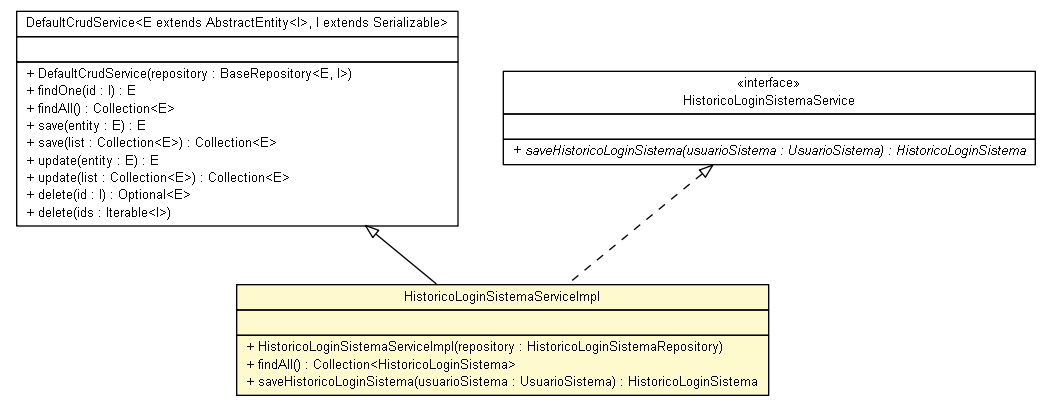 DefaultCrudService<E extends AbstractEntity<I>, I extends Serializable>
+ DefaultCrudService(repository : BaseRepository<E, I>)
+ findOne(id : I) : E
+ findAll() : Collection<E>
+ save(entity : E) : E
+ save(list : Collection<E>) : Collection<E>
+ update(entity : E) : E
+ update(list : Collection<E>) : Collection<E>
+ delete(id : I) : Optional<E>
+ delete(ids : Iterable<I>)
«interface»
HistoricoLoginSistemaService
+ saveHistoricoLoginSistema(usuarioSistema : UsuarioSistema) : HistoricoLoginSistema
HistoricoLoginSistemaServiceImpl
+ HistoricoLoginSistemaServiceImpl(repository : HistoricoLoginSistemaRepository)
+ findAll() : Collection<HistoricoLoginSistema>
+ saveHistoricoLoginSistema(usuarioSistema : UsuarioSistema) : HistoricoLoginSistema